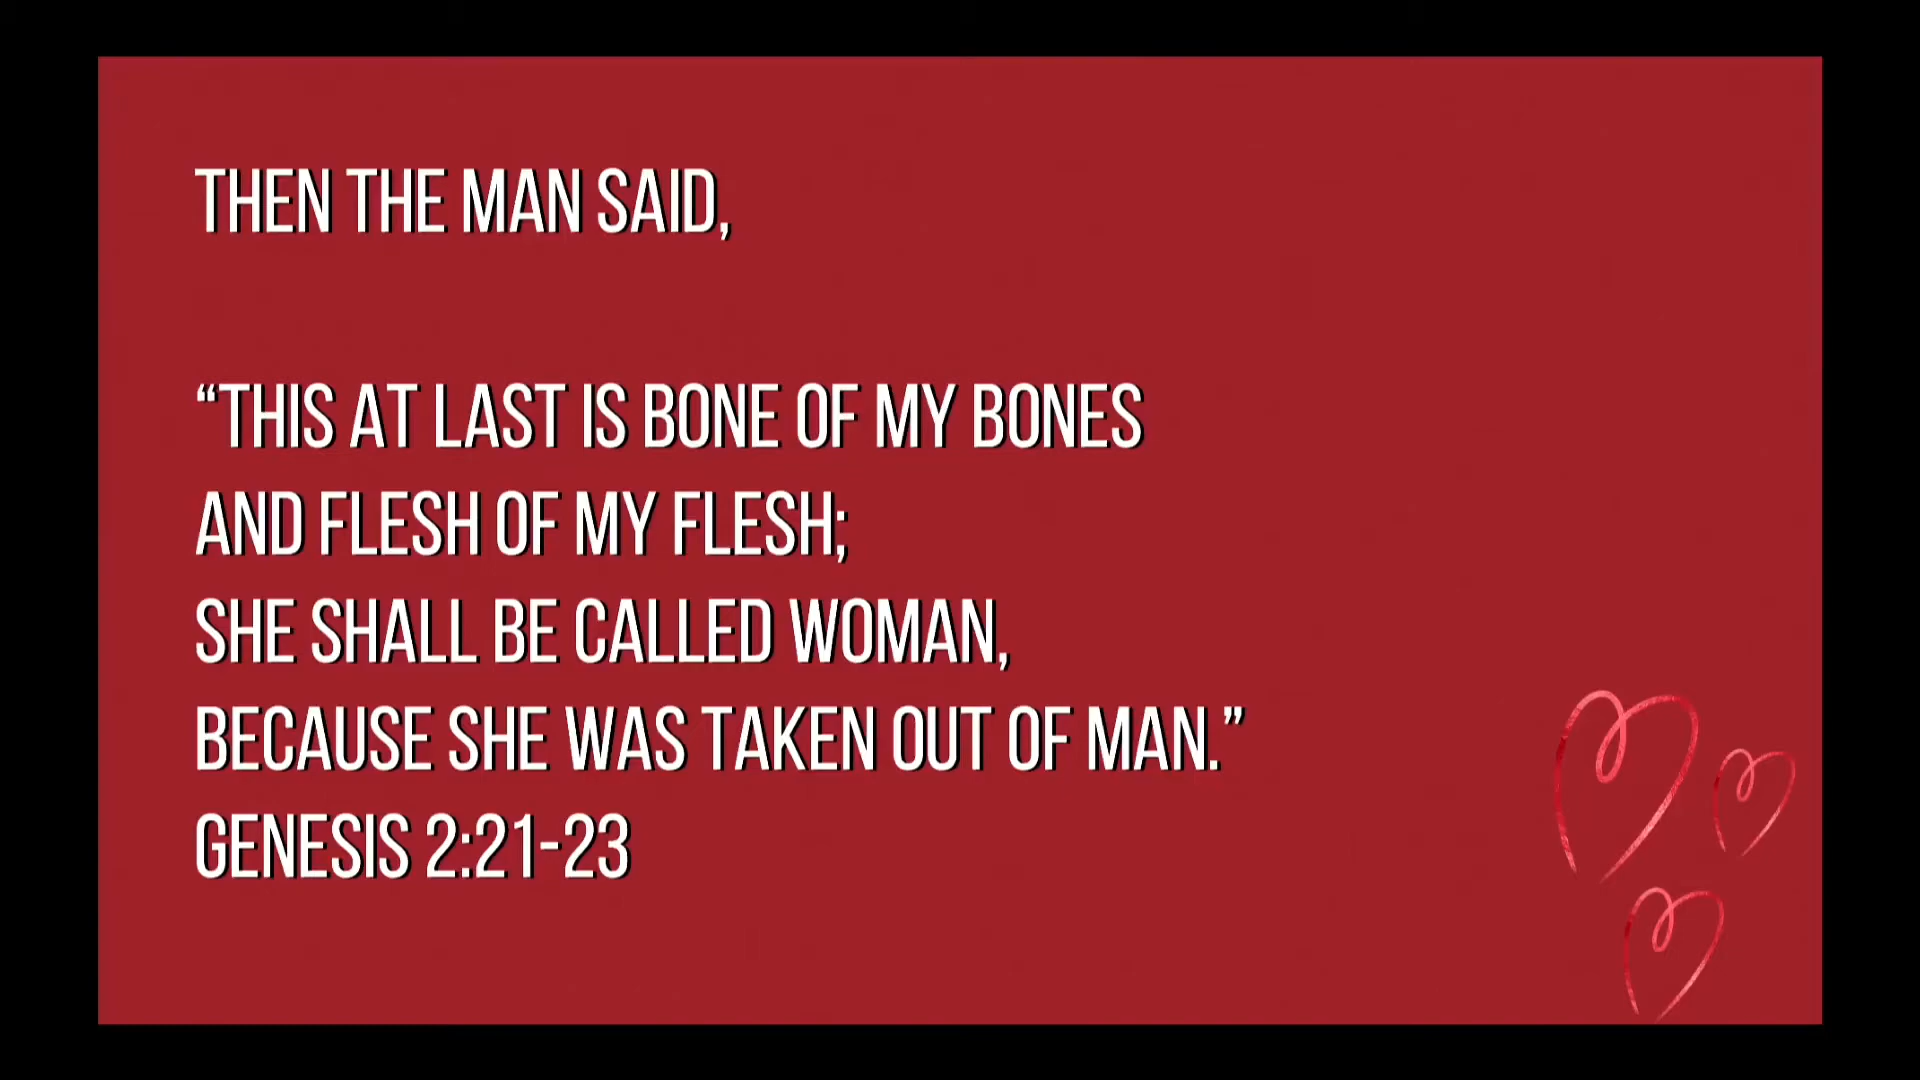 THEN THE MAN SAID,
“THIS AT LAST IS BONE OF MY BONES
AND FLESH OF MY FLESH;
SHE SHALL BE CALLED WOMAN,
BECAUSE SHE WAS TAKEN OUT OF MAN.”
GENESIS 2:21-23